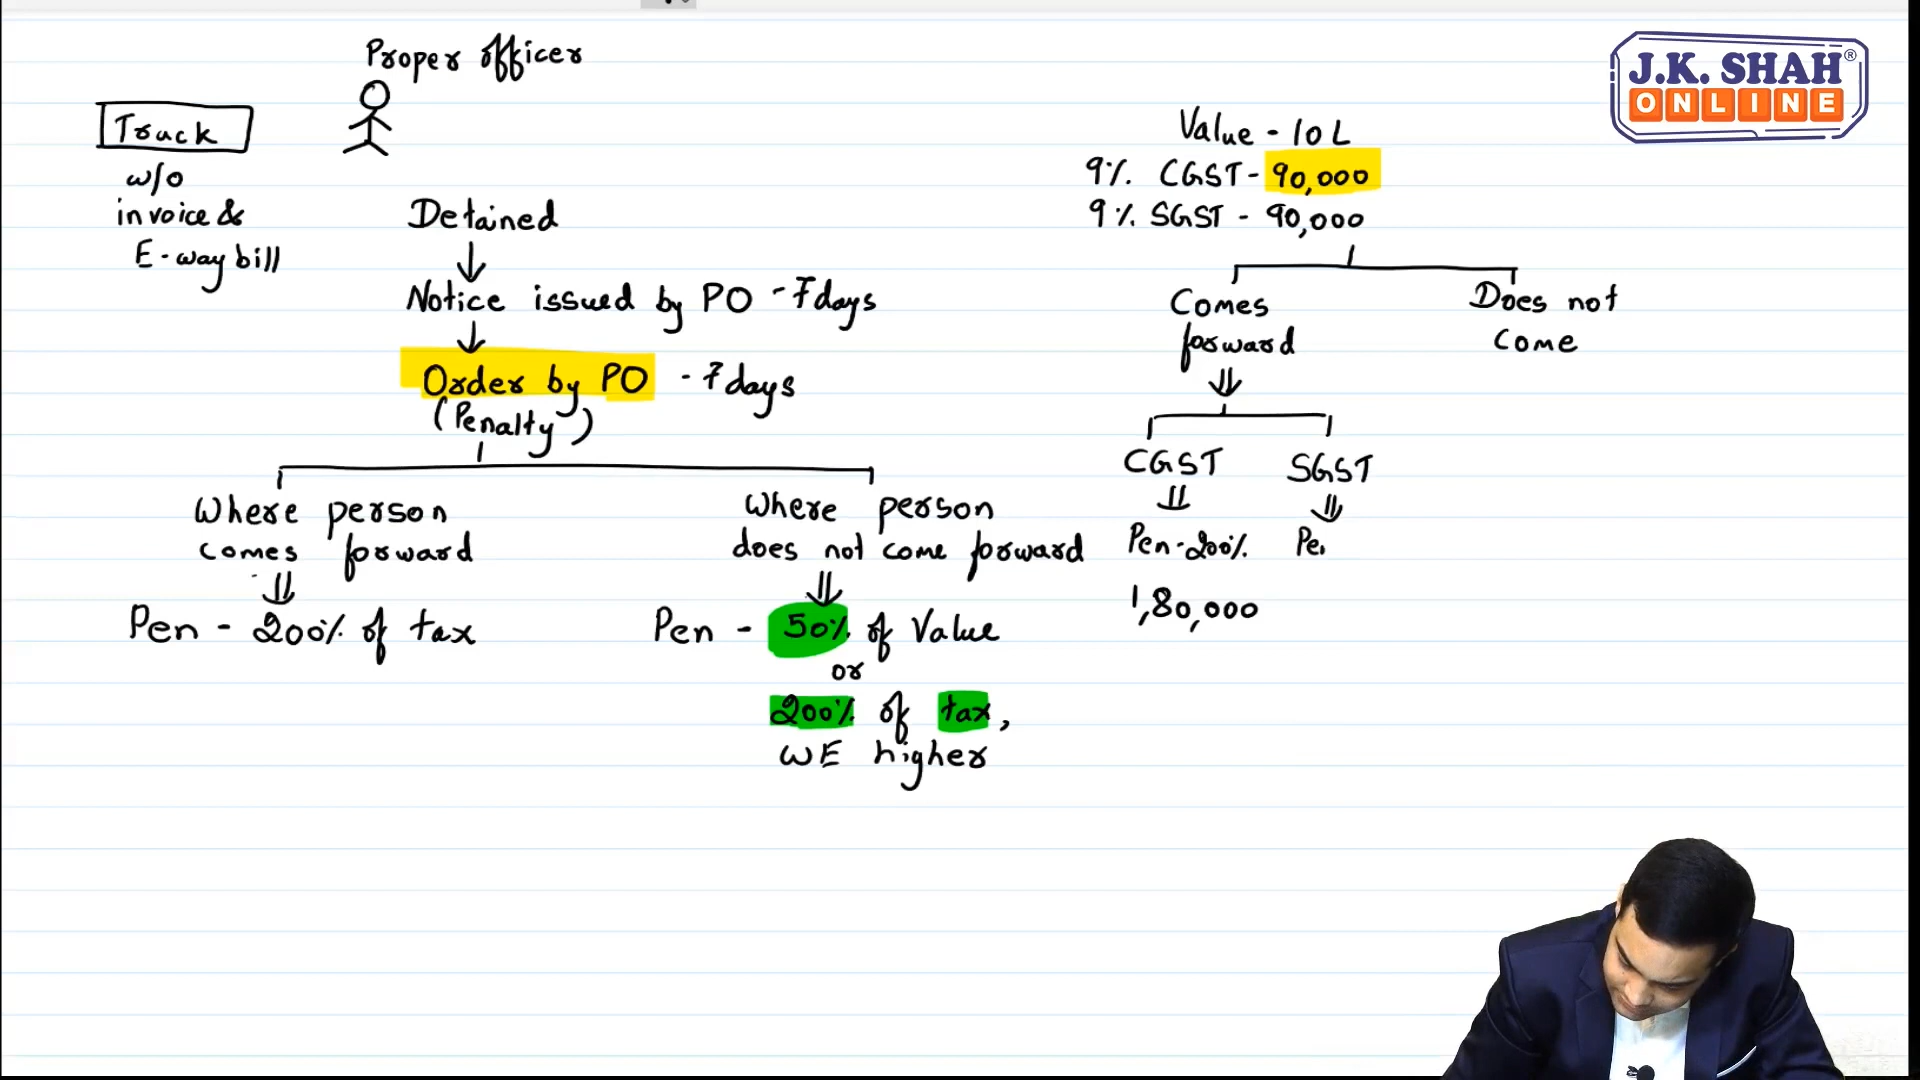 Proper officer
Truck
w/o
invoice &
E-way bill
Detained
Notice issued by PO - 7days
Order by PO - 7days
(Penalty)
Where person
comes forward
Pen - 200% of tax
Where person
does not come forward
Pen - 50% of Value
or
200% of tax,
WE higher
J.K. SHAH®
ONLINE
Value - 10 L
9% CGST - 90,000
9% SGST - 90,000
Comes
forward
Does not
come
CGST
Pen - 200%
1,80,000
SGST
Pe